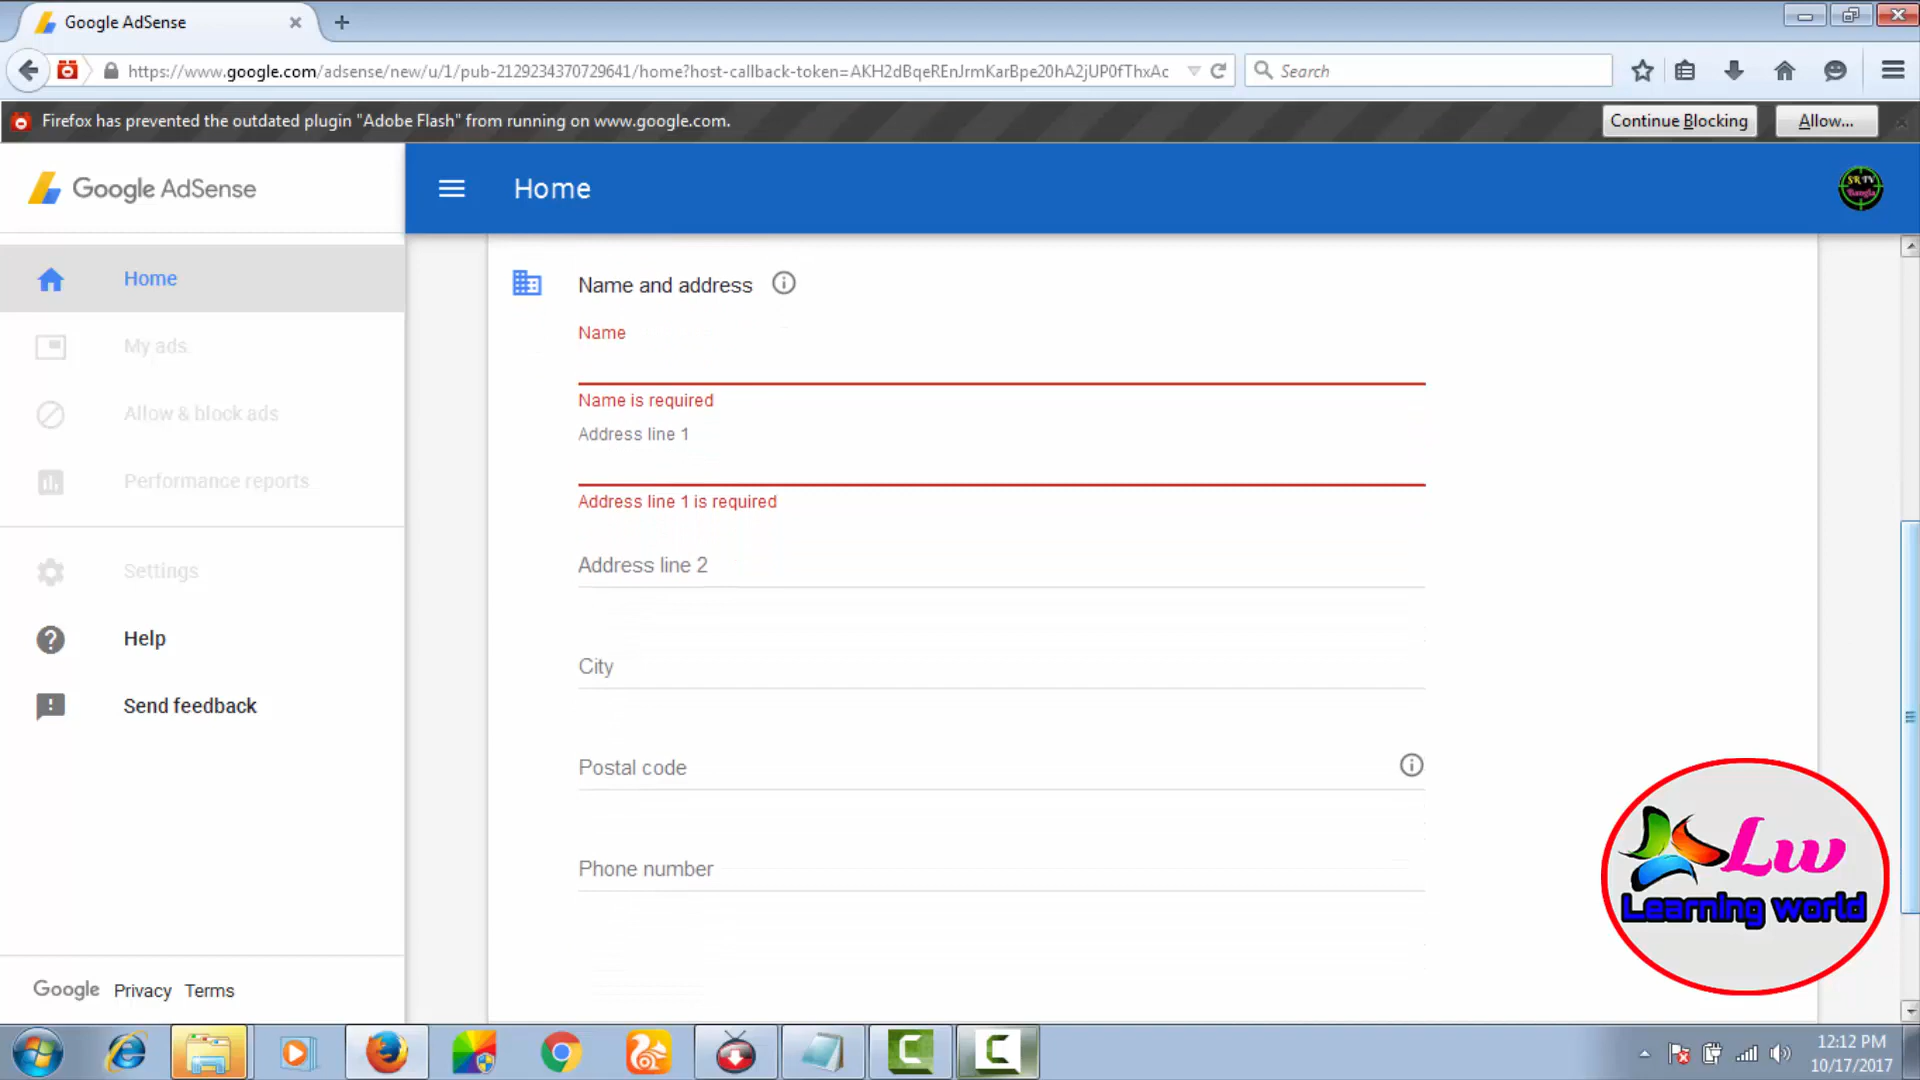 Google AdSense
https://www.google.com/adsense/new/u/1/pub-2129234370729641/home?host-callback-token=AKH2dBqeREnJrmKarBpe20hA2jUP0fThxAc
Search
Firefox has prevented the outdated plugin "Adobe Flash" from running on www.google.com.
Continue Blocking
Allow...
Google AdSense
Home
SR TV
Bangla
Home
My ads
Allow & block ads
Performance reports
Settings
Help
Send feedback
Name and address
Name
Name is required
Address line 1
Address line 1 is required
Address line 2
City
Postal code
Phone number
Lw
Learning world
Google Privacy Terms
12:12 PM
10/17/2017